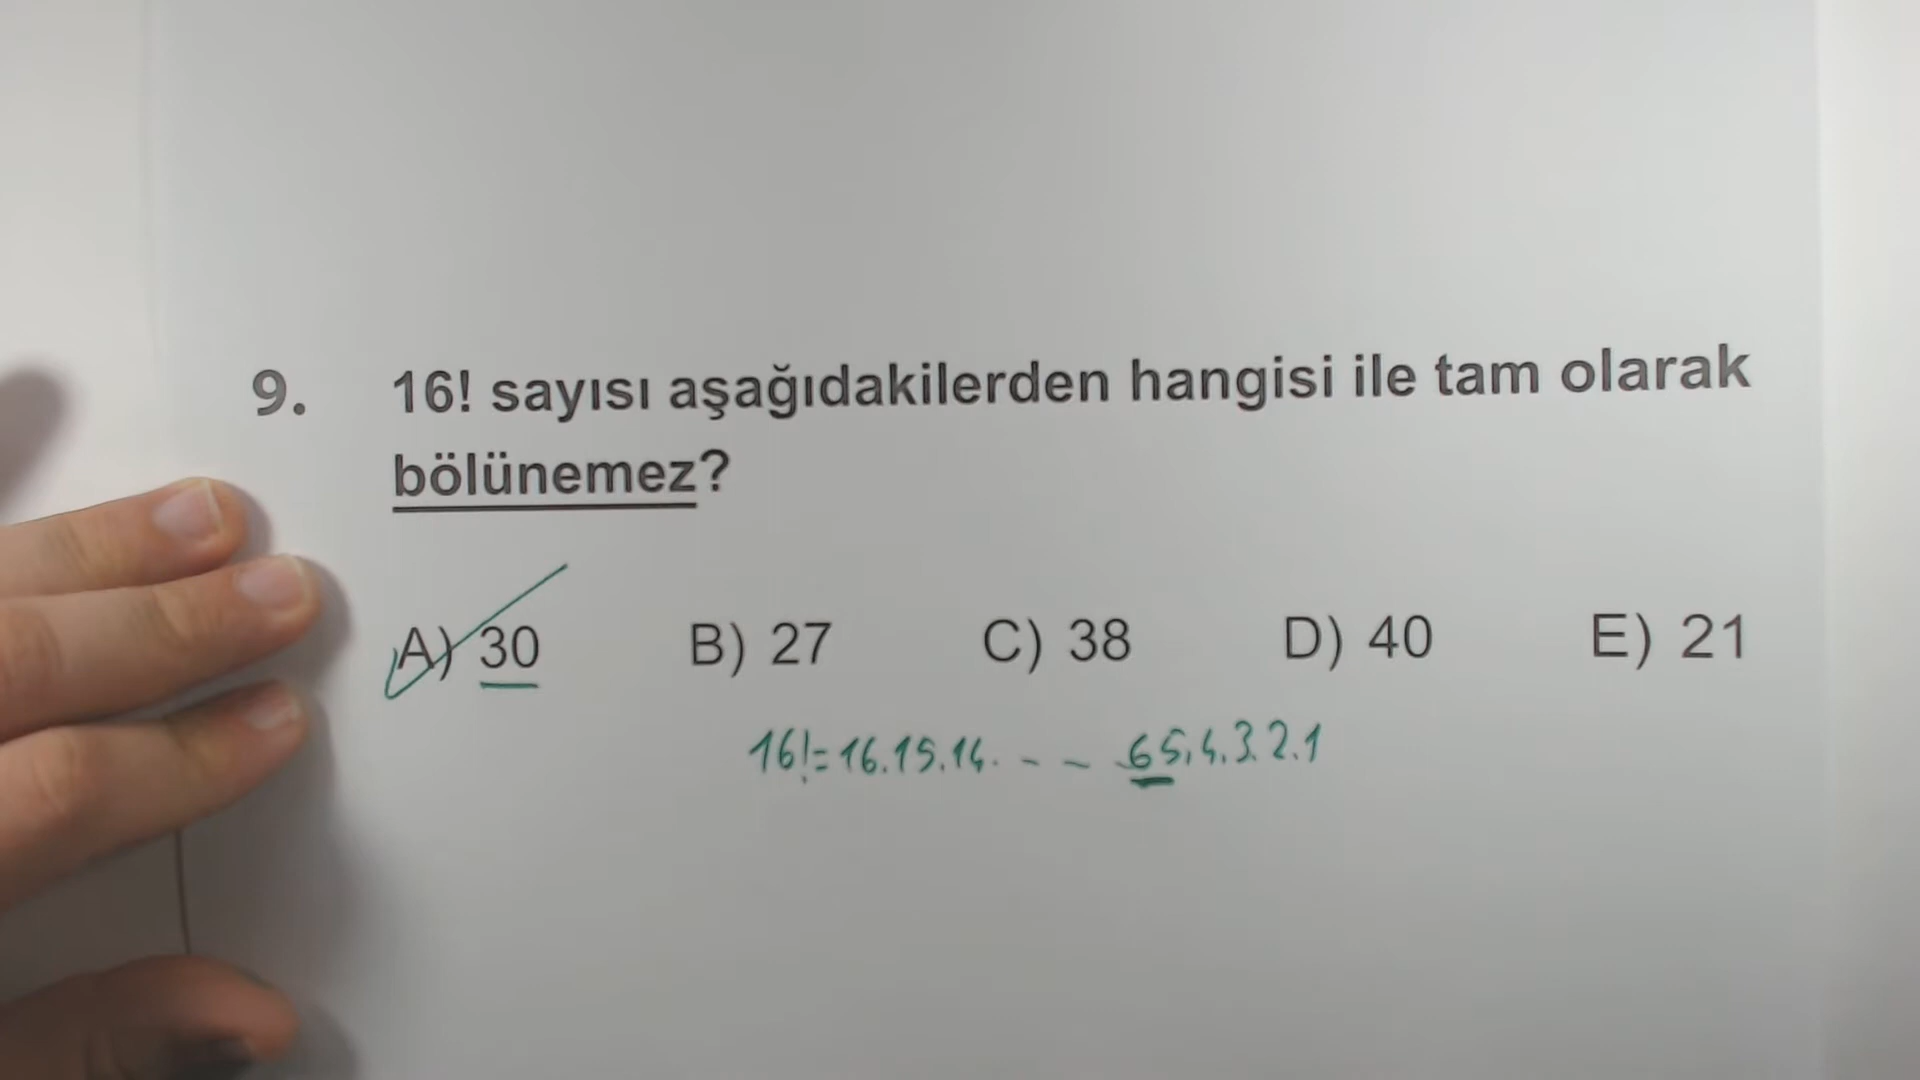 9. 16! sayısı aşağıdakilerden hangisi ile tam olarak
bölünemez?
A) 30 B) 27 C) 38 D) 40 E) 21
16!=16.15.14. - - .6.5.4.3.2.1